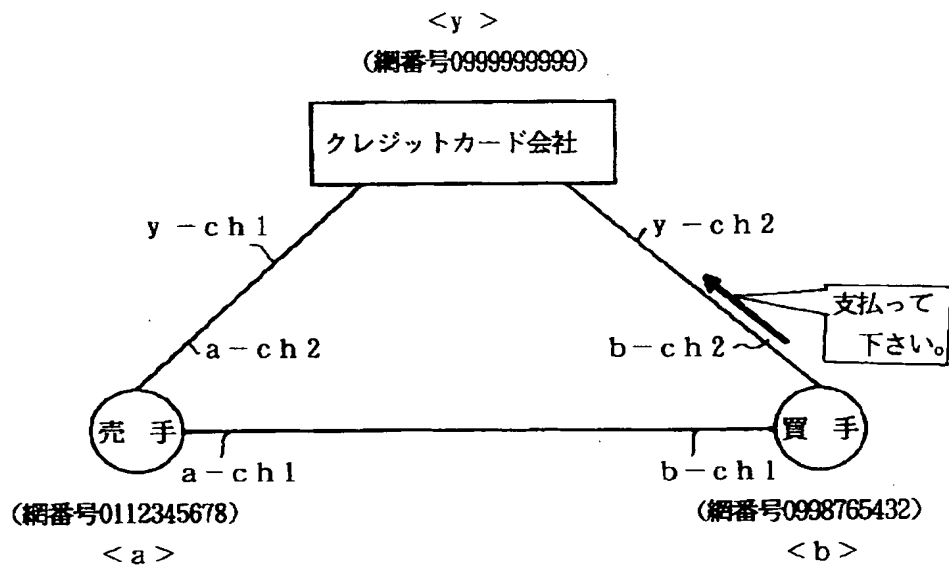 <y>
(網番号0999999999)
クレジットカード会社
y-ch1
y-ch2
支払って
下さい。
a-ch2
b-ch2
売手
買手
a-ch1
b-ch1
(網番号0112345678)
(網番号0998765432)
<a>
<b>